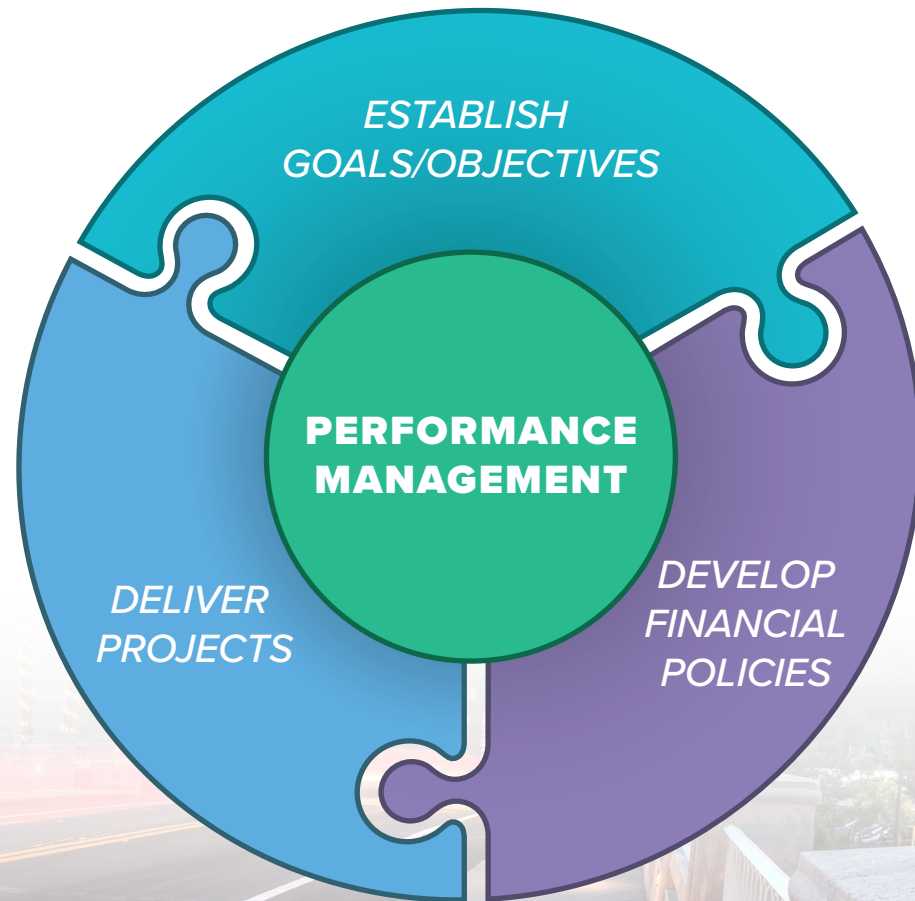 ESTABLISH
GOALS/OBJECTIVES
PERFORMANCE
MANAGEMENT
DEVELOP
FINANCIAL
POLICIES
DELIVER
PROJECTS